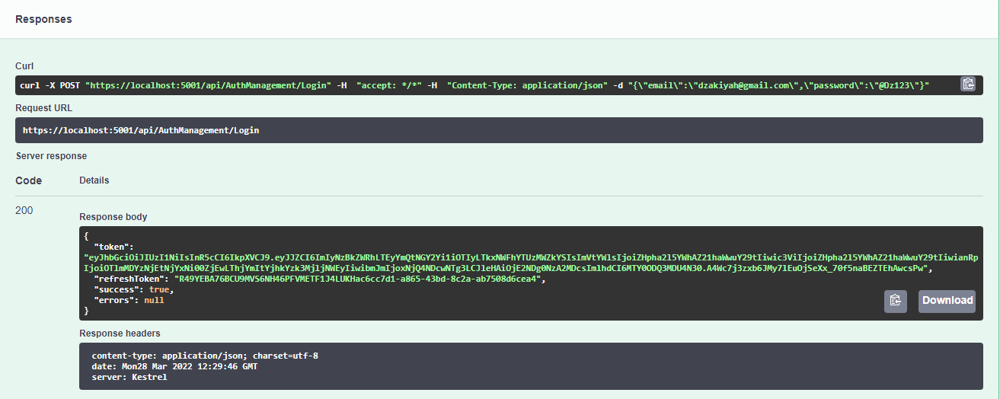 Responses
Curl
curl -X POST "https://localhost:5001/api/AuthManagement/Login" -H  "accept: */*" -H  "Content-Type: application/json" -d "{\"email\":\"dzakiyah@gmail.com\",\"password\":\"@Dz123\"}"
Request URL
https://localhost:5001/api/AuthManagement/Login
Server response
Code Details
200
Response body
{
"token":
"eyJhbGciOiJIUzI1NiIsInR5cCI6IkpXVCJ9.eyJJZCI6ImIyNzBkZWRhLTEyYmQtNGY2Yi1iOTIyLTkxNWFhYTUzMWZkYSIsImVtYWlsIjoiZHpha2l5YWhAZ21haWwuY29tIiwic3ViIjoiZHpha2l5YWhAZ21haWwuY29tIiwianRp
IjoiOTlmMDYzNjEtNjYxNi00ZjEwLThjYmItYjhkYzk3MjljNWEyIiwibmJmIjoxNjQ4NDcwNTg3LCJleHAiOjE2NDg0NzA2MDcsImlhdCI6MTY0ODQ3MDU4N30.A4Wc7j3zxb6JMy7lEuOjSeXx_70f5naBEZTEhAwcsPw",
"refreshToken": "R49YEBA76BCU9MVS6NH46PFVMETF1J4LUKHac6cc7d1-a865-43bd-8c2a-ab7508d6cea4",
"success": true,
"errors": null
}
Download
Response headers
content-type: application/json; charset=utf-8
date: Mon28 Mar 2022 12:29:46 GMT
server: Kestrel